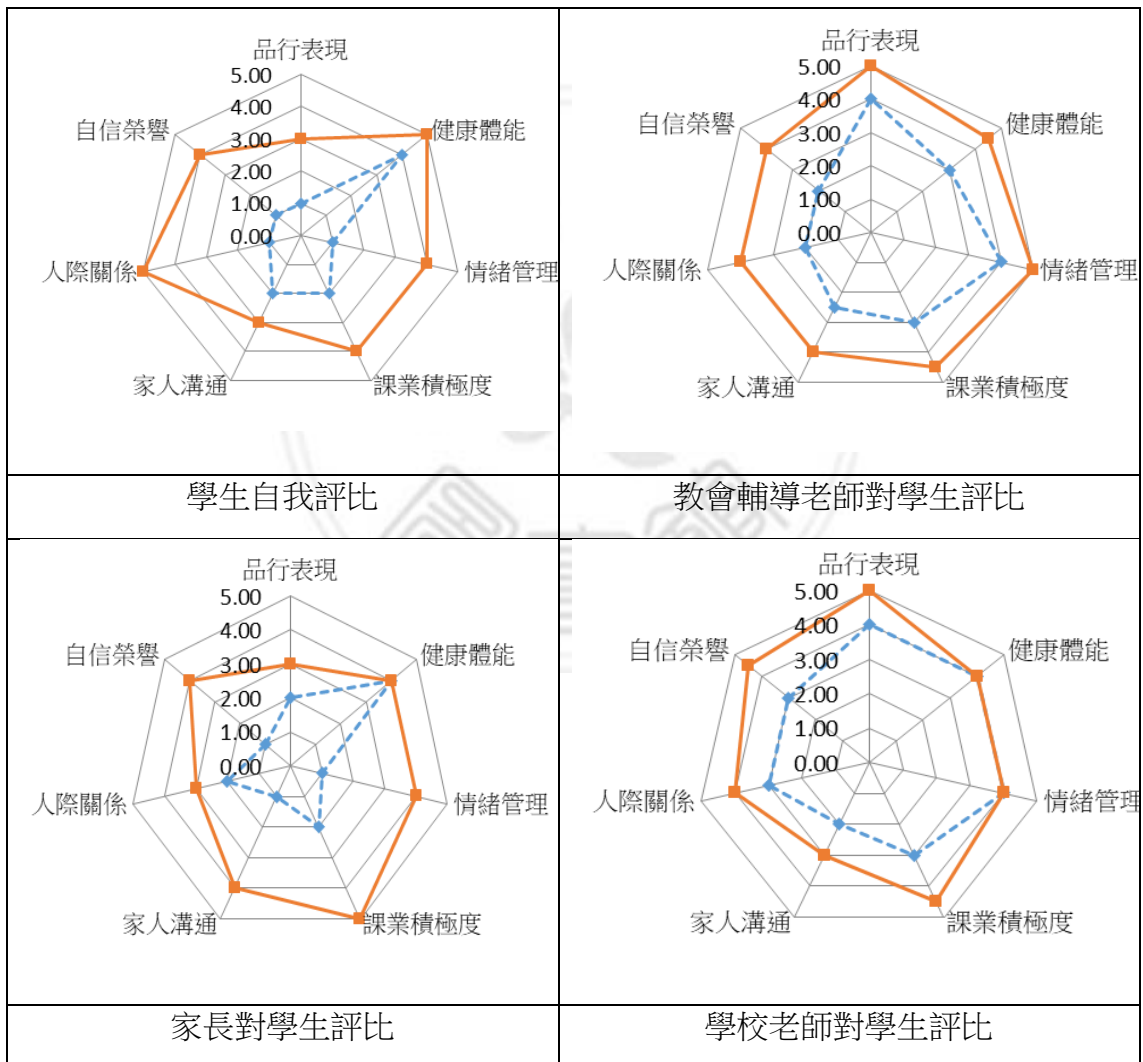 品行表現
5.00
4.00
3.00
2.00
1.00
0.00
健康體能
情緒管理
課業積極度
家人溝通
人際關係
自信榮譽
學生自我評比
品行表現
5.00
4.00
3.00
2.00
1.00
0.00
健康體能
情緒管理
課業積極度
家人溝通
人際關係
自信榮譽
教會輔導老師對學生評比
品行表現
5.00
4.00
3.00
2.00
1.00
0.00
健康體能
情緒管理
課業積極度
家人溝通
人際關係
自信榮譽
家長對學生評比
品行表現
5.00
4.00
3.00
2.00
1.00
0.00
健康體能
情緒管理
課業積極度
家人溝通
人際關係
自信榮譽
學校老師對學生評比